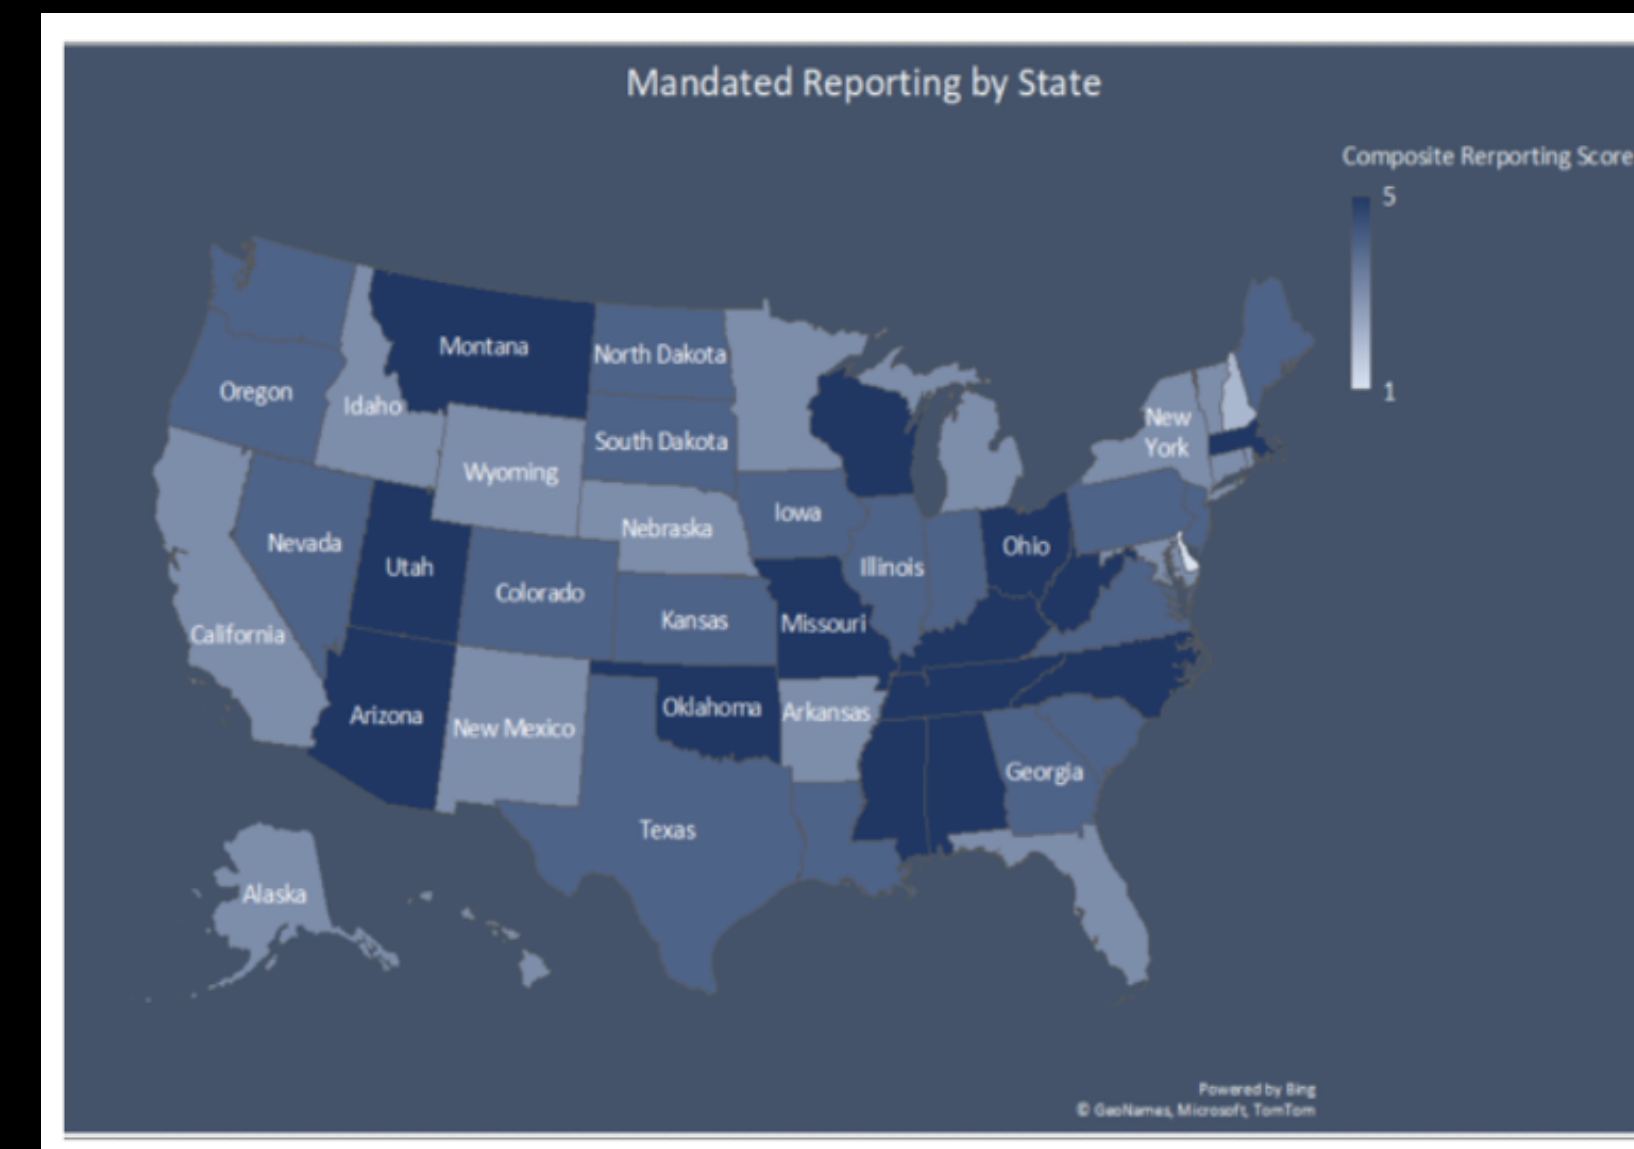 Mandated Reporting by State
Composite Rerporting Score
5
1
Montana
North Dakota
Oregon
Idaho
New
York
South Dakota
Wyoming
Iowa
Nebraska
Nevada
Ohio
Utah
Illinois
Colorado
Kansas
Missouri
California
Oklahoma
Arkansas
Arizona
New Mexico
Georgia
Texas
Alaska
Powered by Bing
© GeoNames, Microsoft, TomTom